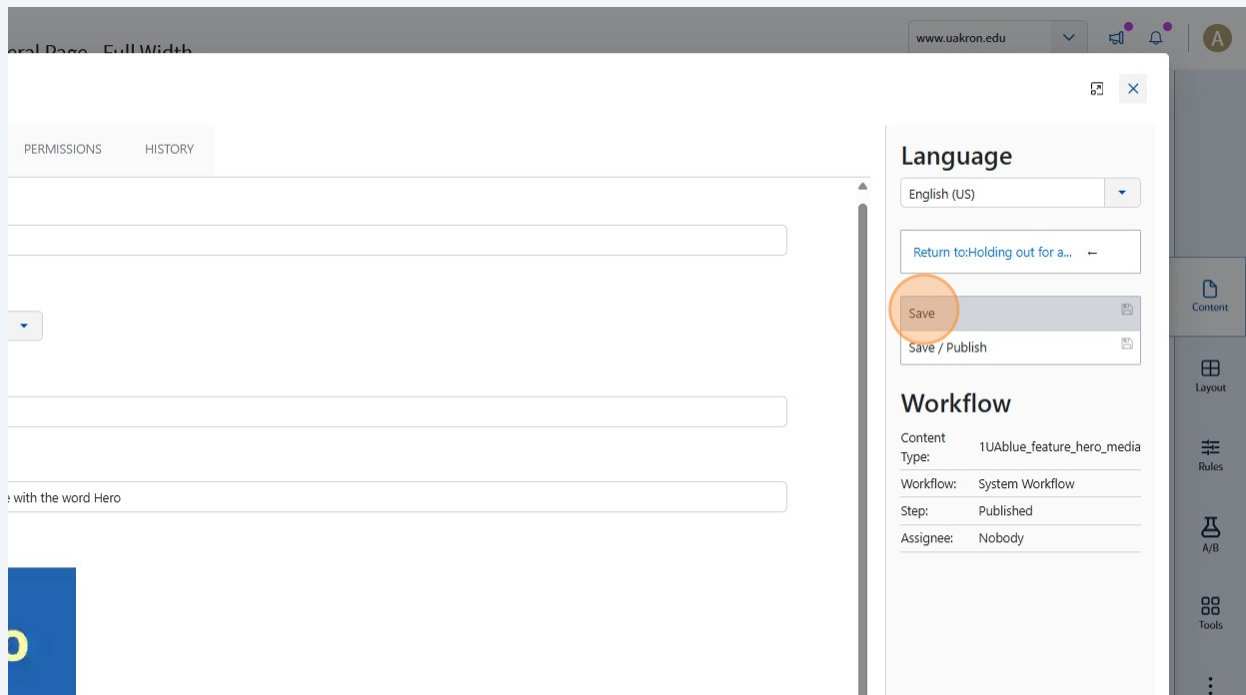 eral Page - Full Width
www.uakron.edu
A
PERMISSIONS
HISTORY
Language
English (US)
Return to:Holding out for a... ←
Save
Save / Publish
Workflow
Content Type: 1UAblue_feature_hero_media
Workflow: System Workflow
Step: Published
Assignee: Nobody
e with the word Hero
o
Content
Layout
Rules
A/B
Tools